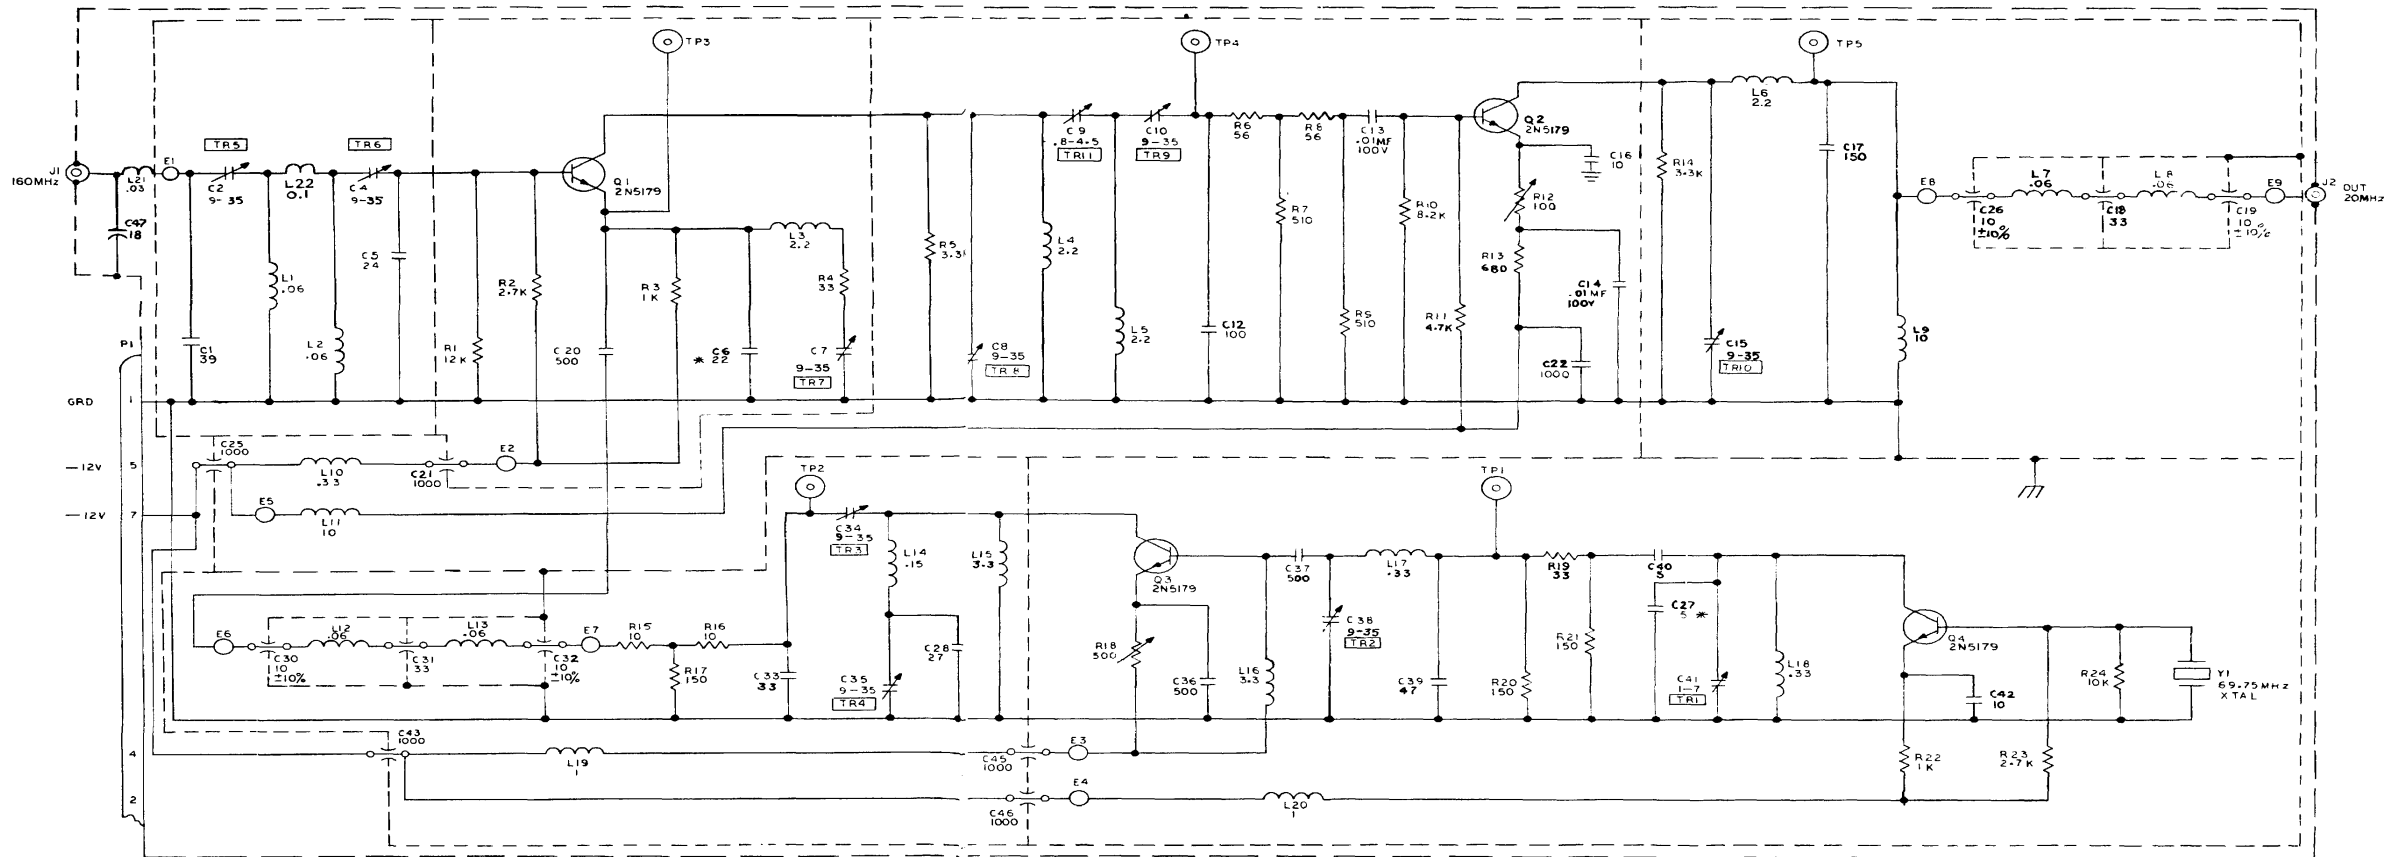 TP3
TP4
TP5
J1
160MHz
L21
.03
E1
TR5
C2
9-35
L22
0.1
TR6
C4
9-35
C47
18
C1
39
L1
.06
L2
.06
C5
24
R1
12K
R2
2.7K
Q1
2N5179
C20
500
R3
1K
* C6
22
L3
2.2
R4
33
C7
9-35
TR7
R5
3.3
C8
9-35
TR8
L4
2.2
C9
.8-4.5
TR11
L5
2.2
C10
9-35
TR9
C12
100
R6
56
R7
510
R8
56
R9
510
C13
.01MF
100V
R10
8.2K
R11
4.7K
Q2
2N5179
C16
10
R12
100
R13
680
C14
.01MF
100V
C22
1000
R14
3.3K
C15
9-35
TR10
L6
2.2
C17
150
L9
10
E8
C26
10
±10%
L7
.06
C18
33
L8
.06
C19
10
±10%
E9
J2 OUT
20MHz
P1
GRD 1
-12V 5
-12V 7
4
2
C25
1000
L10
.33
C21
1000
E2
E5
L11
10
E6
C30
10
±10%
L12
.06
C31
33
L13
.06
C32
10
±10%
E7
R15
10
R17
150
R16
10
C33
33
TP2
C34
9-35
TR3
L14
.15
C35
9-35
TR4
C28
27
L15
3.3
Q3
2N5179
R18
500
C36
500
L16
3.3
C37
500
C38
9-35
TR2
L17
.33
C39
47
TP1
R20
150
R19
33
R21
150
C40
5
C27
5 *
C41
1-7
TR1
L18
.33
Q4
2N5179
C42
10
R24
10K
Y1
69.75MHz
XTAL
R22
1K
R23
2.7K
C43
1000
L19
1
C45
1000
E3
C46
1000
E4
L20
1